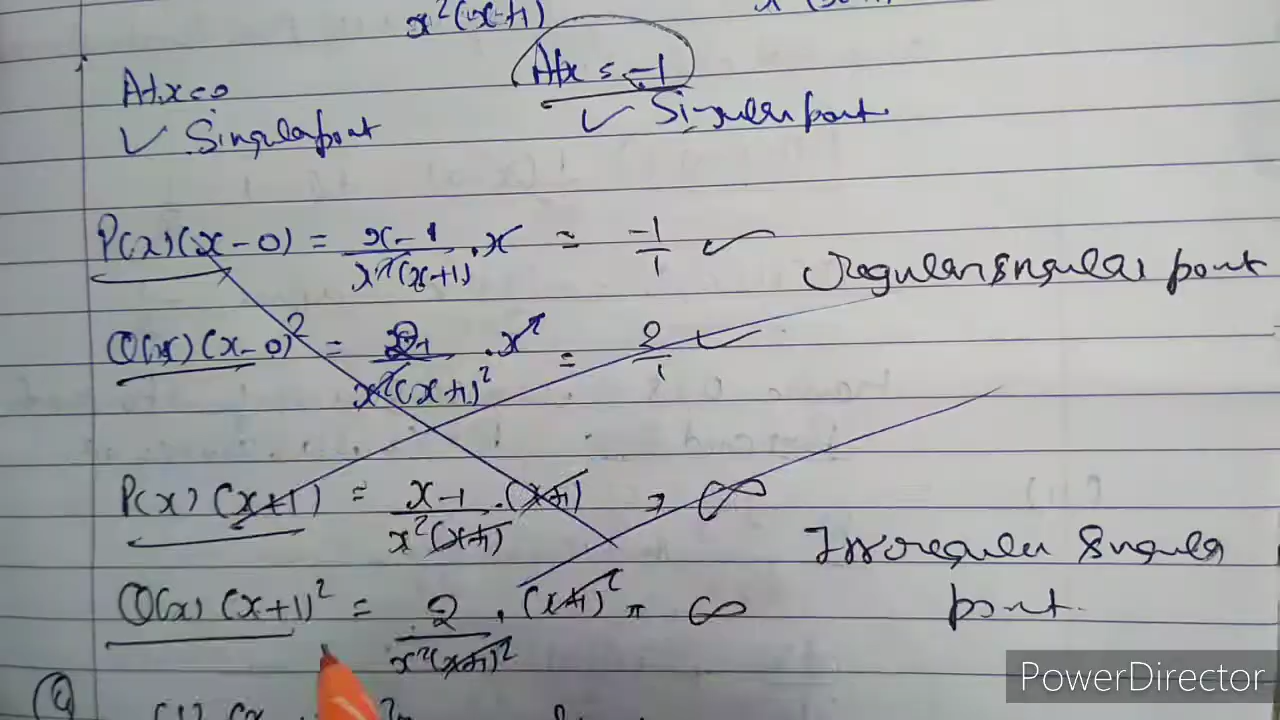 x²(x+1)
At x=0
At x = -1
✓ Singular point
✓ Singular point
P(x)(x-0) = x-1 / x²(x+1) . x = -1/1 ✓
Regular singular point
Q(x)(x-0)² = 2 / x²(x+1)² . x² = 2/1 ✓
P(x)(x+1) = x-1 / x²(x+1) . (x+1) = ∞
Irregular Singular
Q(x)(x+1)² = 2 / x²(x+1)² . (x+1)² = ∞
point.
PowerDirector